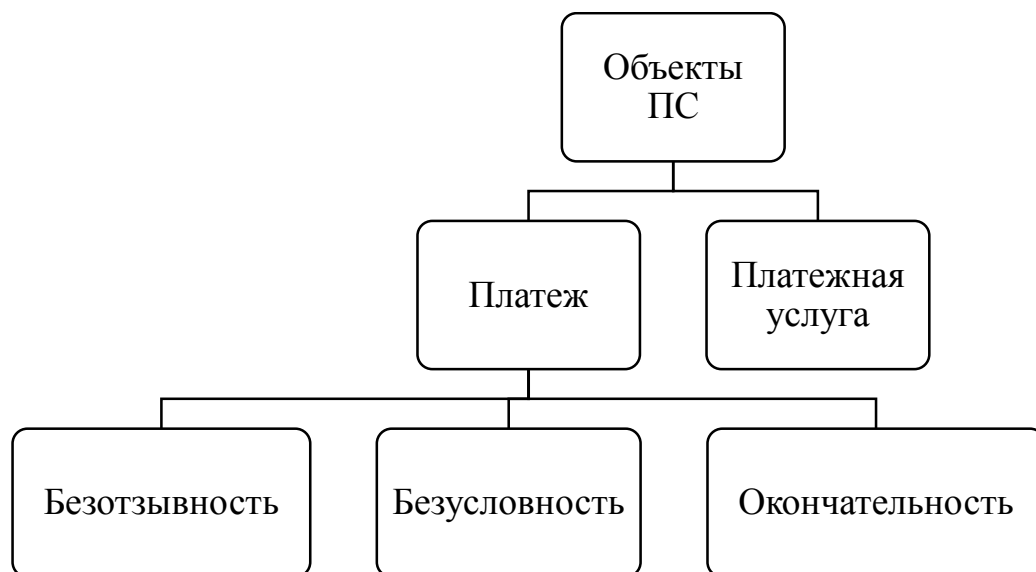 Объекты
ПС
Платеж
Платежная
услуга
Безотзывность
Безусловность
Окончательность